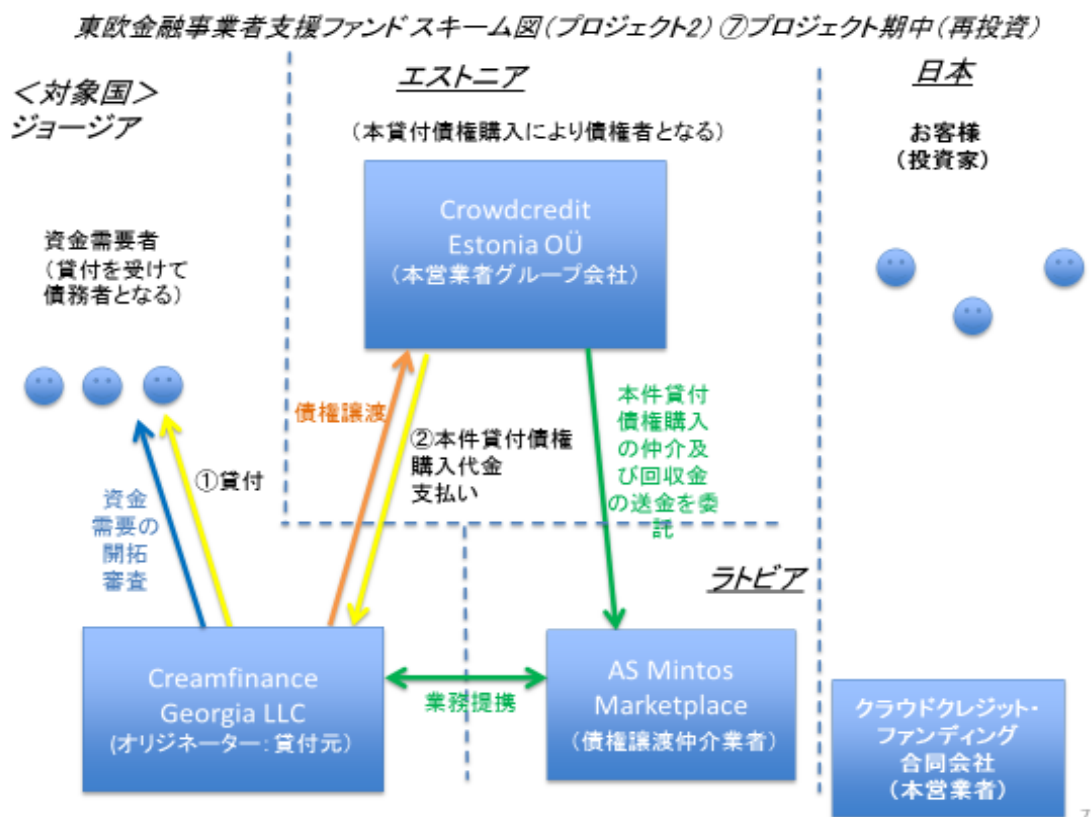 東欧金融事業者支援ファンドスキーム図(プロジェクト2) ⑦プロジェクト期中(再投資)
＜対象国＞
ジョージア
エストニア
日本
(本貸付債権購入により債権者となる)
お客様
(投資家)
Crowdcredit
Estonia OÜ
(本営業者グループ会社)
資金需要者
(貸付を受けて
債務者となる)
債権譲渡
②本件貸付債権
購入代金
支払い
本件貸付
債権購入
の仲介及
び回収金
の送金を委
託
①貸付
資金
需要の
開拓
審査
ラトビア
Creamfinance
Georgia LLC
(オリジネーター:貸付元)
業務提携
AS Mintos
Marketplace
(債権譲渡仲介業者)
クラウドクレジット・
ファンディング
合同会社
(本営業者)
7